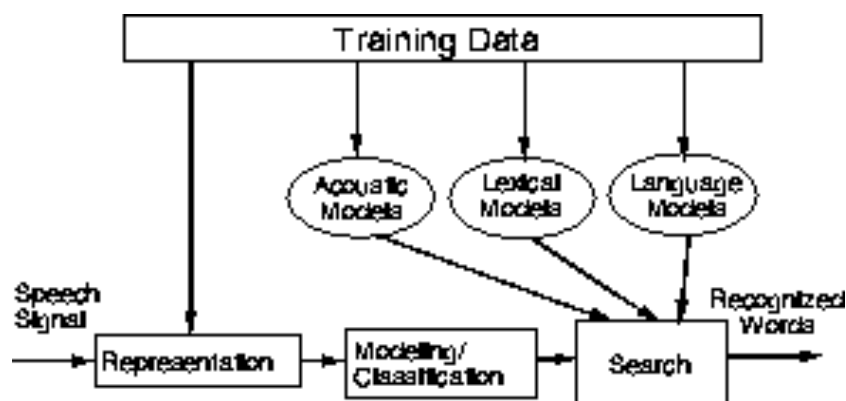 Training Data
Acoustic
Models
Lexical
Models
Language
Models
Speech
Signal
Recognized
Words
Representation
Modeling/
Classification
Search